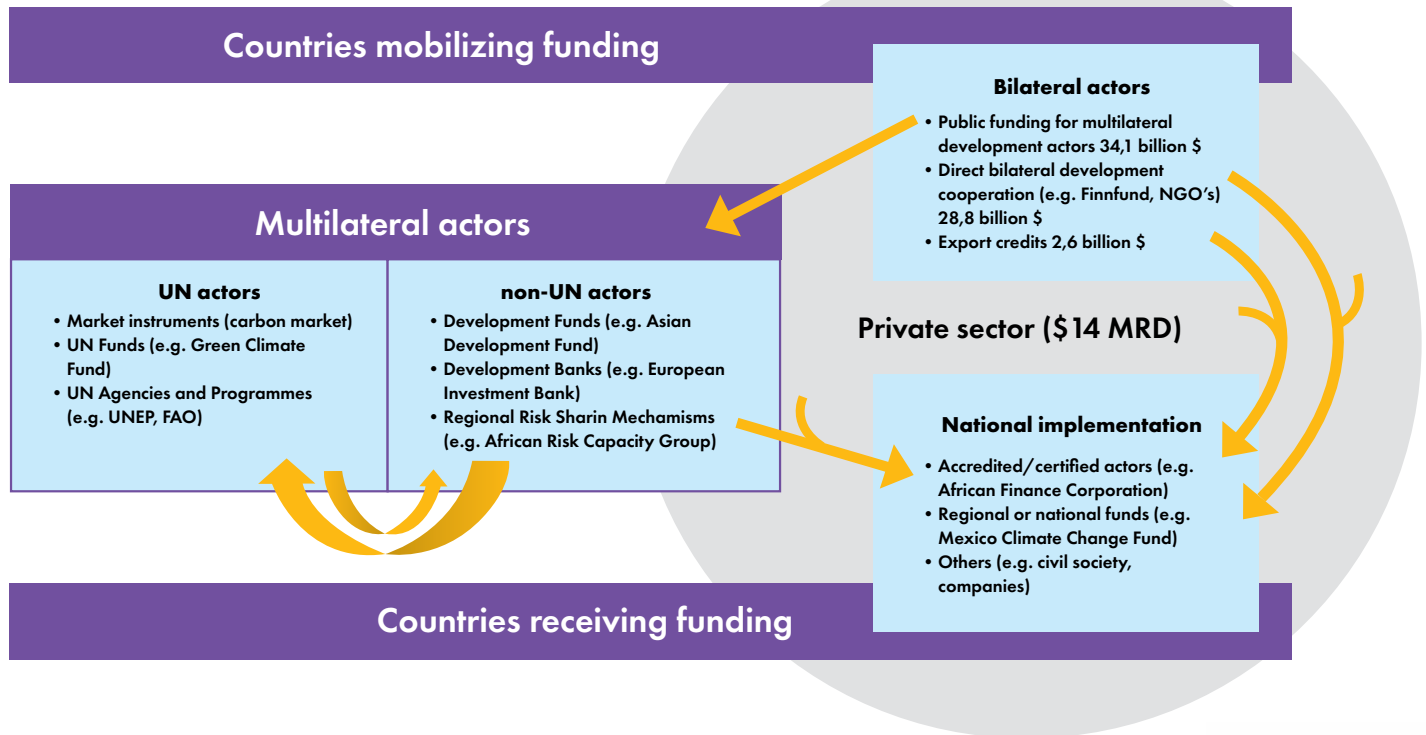 Countries mobilizing funding
Bilateral actors
• Public funding for multilateral
development actors 34,1 billion $
• Direct bilateral development
cooperation (e.g. Finnfund, NGO’s)
28,8 billion $
• Export credits 2,6 billion $
Multilateral actors
UN actors
• Market instruments (carbon market)
• UN Funds (e.g. Green Climate
Fund)
• UN Agencies and Programmes
(e.g. UNEP, FAO)
non-UN actors
• Development Funds (e.g. Asian
Development Fund)
• Development Banks (e.g. European
Investment Bank)
• Regional Risk Sharin Mechamisms
(e.g. African Risk Capacity Group)
Private sector ($14 MRD)
National implementation
• Accredited/certified actors (e.g.
African Finance Corporation)
• Regional or national funds (e.g.
Mexico Climate Change Fund)
• Others (e.g. civil society,
companies)
Countries receiving funding